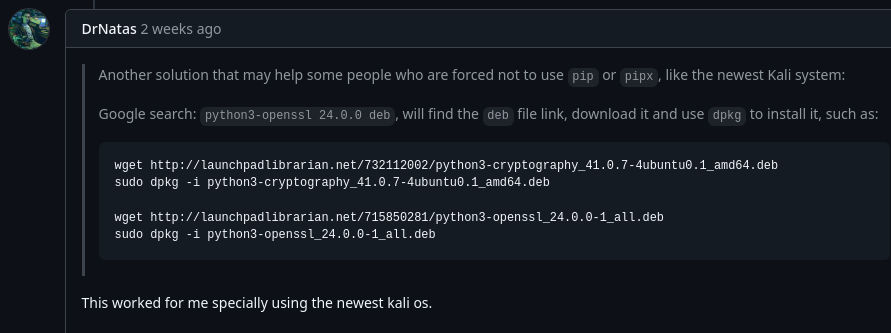 DrNatas 2 weeks ago
Another solution that may help some people who are forced not to use pip or pipx, like the newest Kali system:
Google search: python3-openssl 24.0.0 deb, will find the deb file link, download it and use dpkg to install it, such as:
wget http://launchpadlibrarian.net/732112002/python3-cryptography_41.0.7-4ubuntu0.1_amd64.deb
sudo dpkg -i python3-cryptography_41.0.7-4ubuntu0.1_amd64.deb
wget http://launchpadlibrarian.net/715850281/python3-openssl_24.0.0-1_all.deb
sudo dpkg -i python3-openssl_24.0.0-1_all.deb
This worked for me specially using the newest kali os.